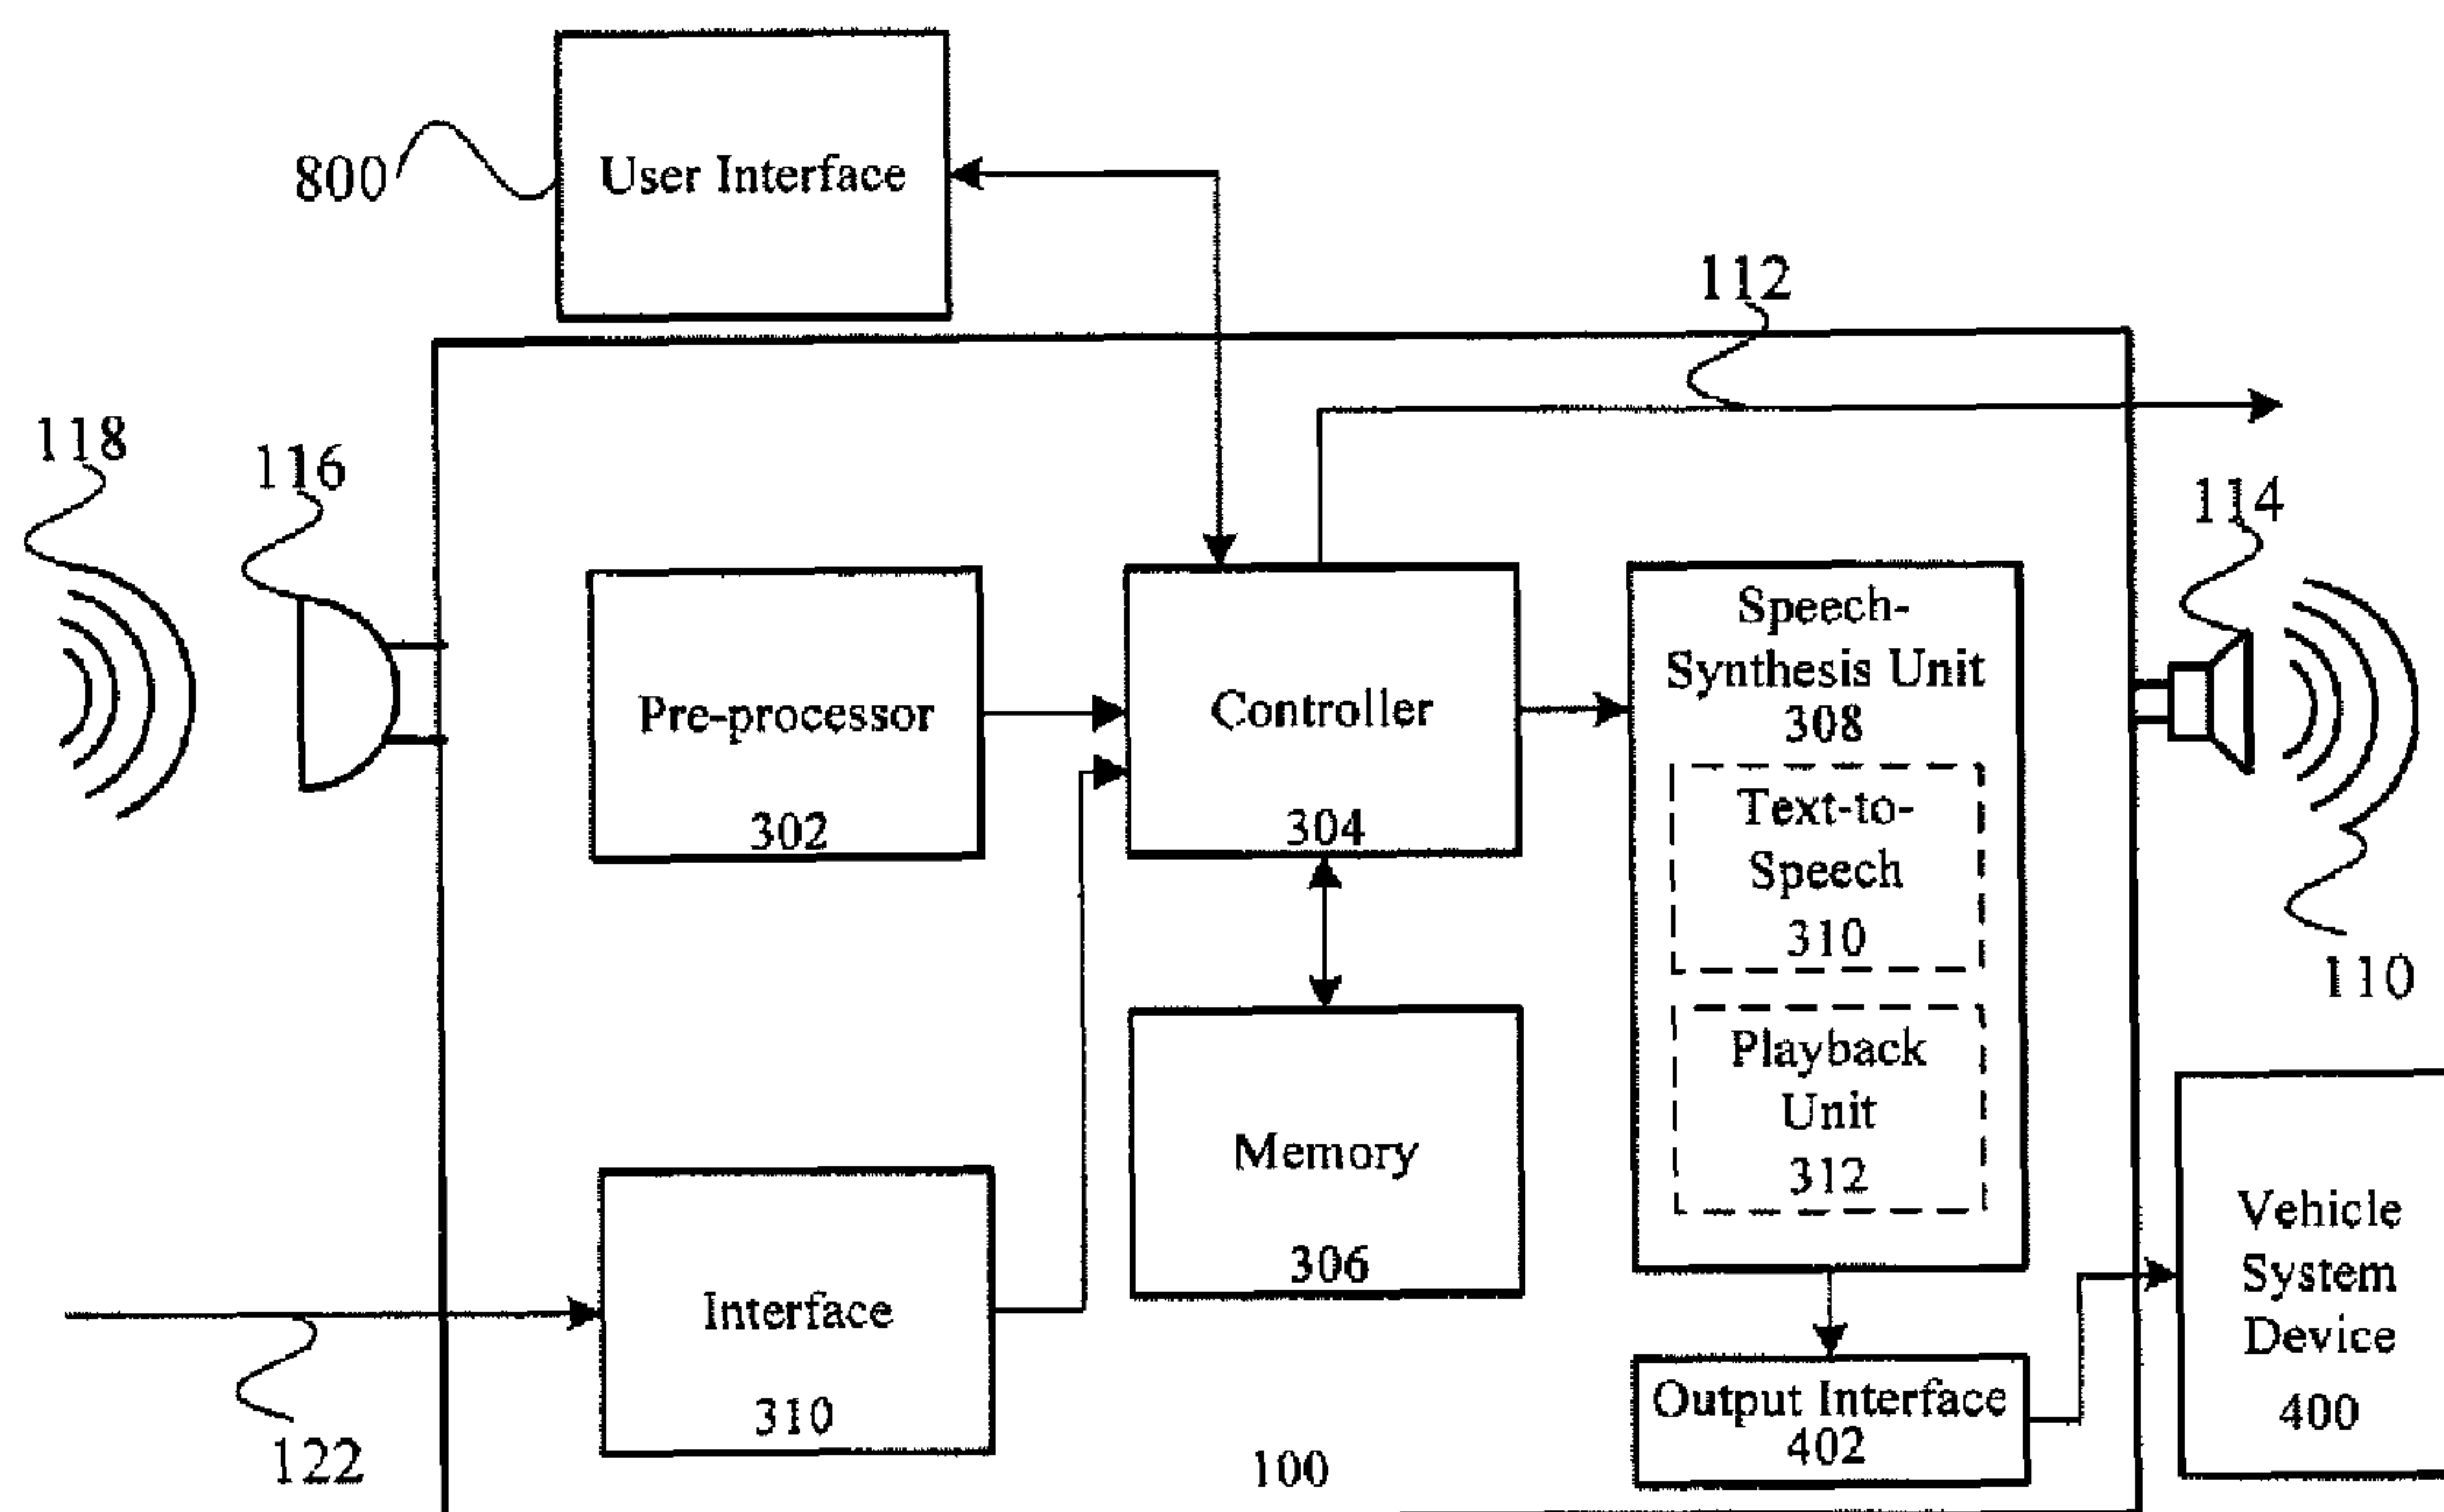 800
User Interface
112
118
116
114
Pre-processor
302
Controller
304
Speech-
Synthesis Unit
308
Text-to-
Speech
310
Playback
Unit
312
110
Memory
306
Interface
310
122
Output Interface
402
Vehicle
System
Device
400
100